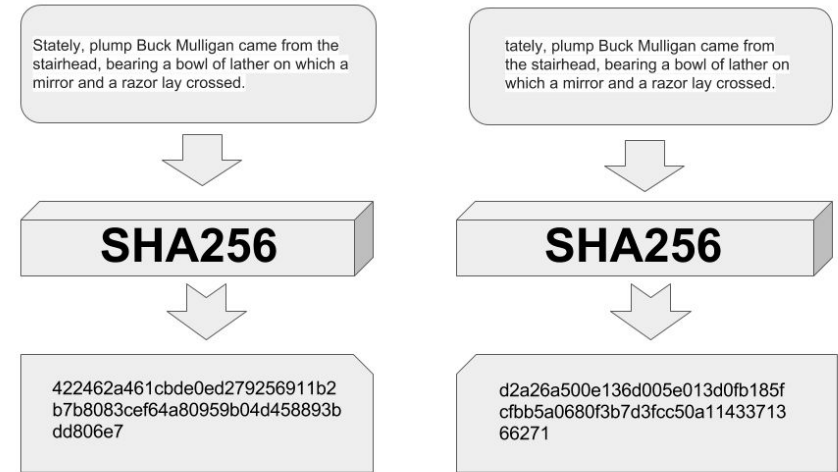 Stately, plump Buck Mulligan came from the
stairhead, bearing a bowl of lather on which a
mirror and a razor lay crossed.
SHA256
422462a461cbde0ed279256911b2
b7b8083cef64a80959b04d458893b
dd806e7
tately, plump Buck Mulligan came from
the stairhead, bearing a bowl of lather on
which a mirror and a razor lay crossed.
SHA256
d2a26a500e136d005e013d0fb185f
cfbb5a0680f3b7d3fcc50a11433713
66271